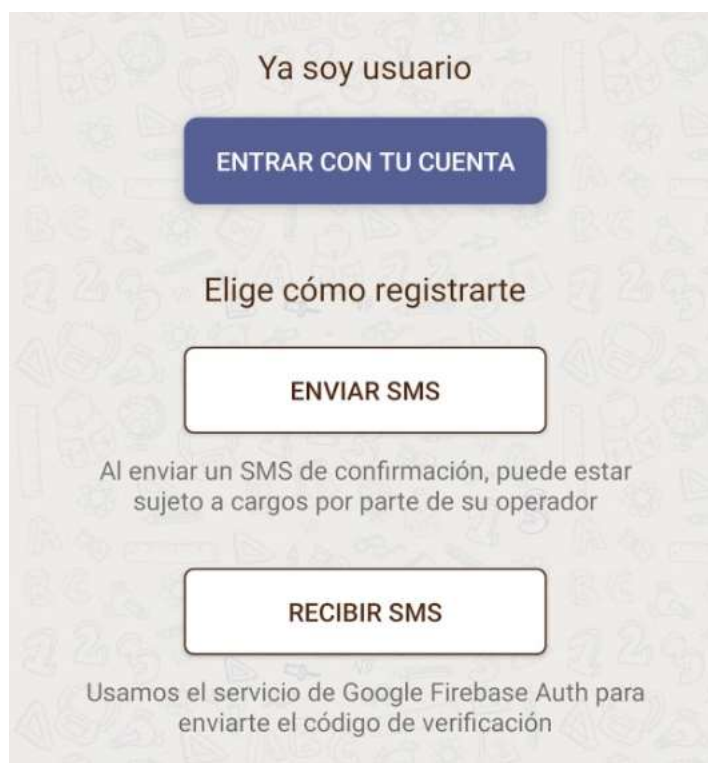 Ya soy usuario
ENTRAR CON TU CUENTA
Elige cómo registrarte
ENVIAR SMS
Al enviar un SMS de confirmación, puede estar
sujeto a cargos por parte de su operador
RECIBIR SMS
Usamos el servicio de Google Firebase Auth para
enviarte el código de verificación